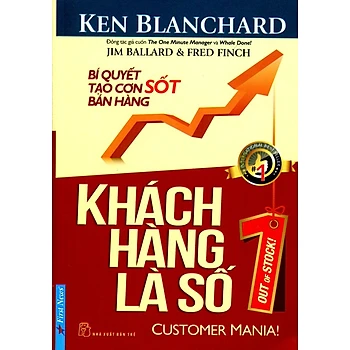 KEN BLANCHARD
Đồng tác giả cuốn The One Minute Manager và Whale Done!
JIM BALLARD & FRED FINCH
BÍ QUYẾT
TẠO CƠN SỐT
BÁN HÀNG
KHÁCH
HÀNG
LÀ SỐ
1
OUT OF STOCK!
CUSTOMER MANIA!
First News
NHÀ XUẤT BẢN TRẺ